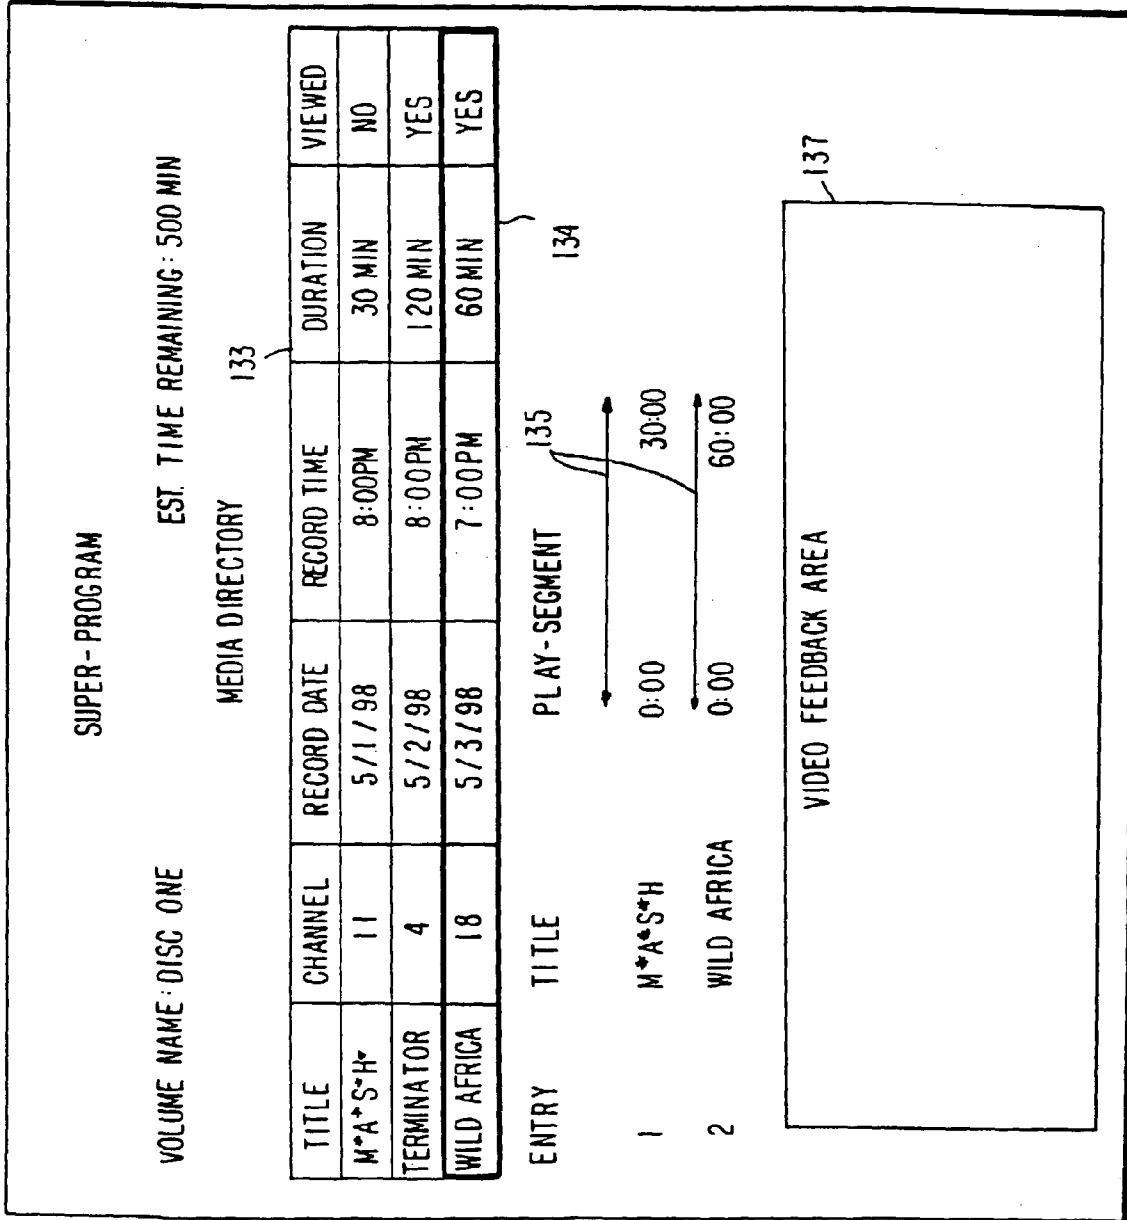 SUPER-PROGRAM
VOLUME NAME: DISC ONE EST. TIME REMAINING: 500 MIN
MEDIA DIRECTORY
133
TITLE CHANNEL RECORD DATE RECORD TIME DURATION VIEWED
M*A*S*H* 11 5/1/98 8:00PM 30 MIN NO
TERMINATOR 4 5/2/98 8:00PM 120 MIN YES
WILD AFRICA 18 5/3/98 7:00PM 60 MIN YES
134
ENTRY TITLE PLAY-SEGMENT
135
1 M*A*S*H 0:00 30:00
2 WILD AFRICA 0:00 60:00
137
VIDEO FEEDBACK AREA